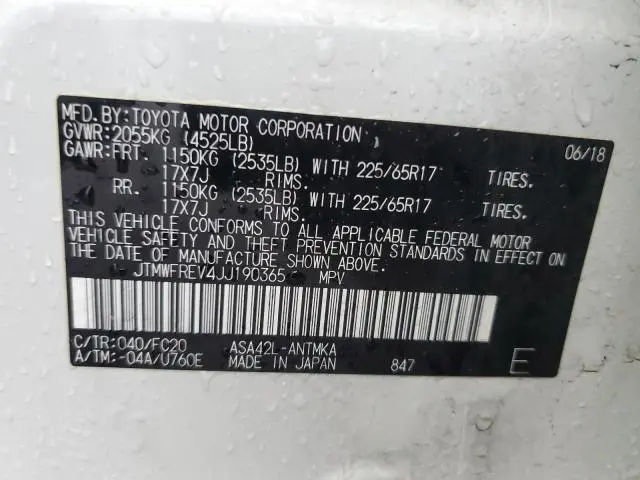 MFD.BY:TOYOTA MOTOR CORPORATION 06/18
GVWR:2055KG (4525LB)
GAWR:FRT. 1150KG (2535LB) WITH 225/65R17 TIRES.
17X7J RIMS.
RR. 1150KG (2535LB) WITH 225/65R17 TIRES.
17X7J RIMS.
THIS VEHICLE CONFORMS TO ALL APPLICABLE FEDERAL MOTOR
VEHICLE SAFETY AND THEFT PREVENTION STANDARDS IN EFFECT ON
THE DATE OF MANUFACTURE SHOWN ABOVE.
JTMWFREV4JJ190365 MPV
C/TR:040/FC20 ASA42L-ANTMKA
A/TM:-04A/U760E MADE IN JAPAN 847 E